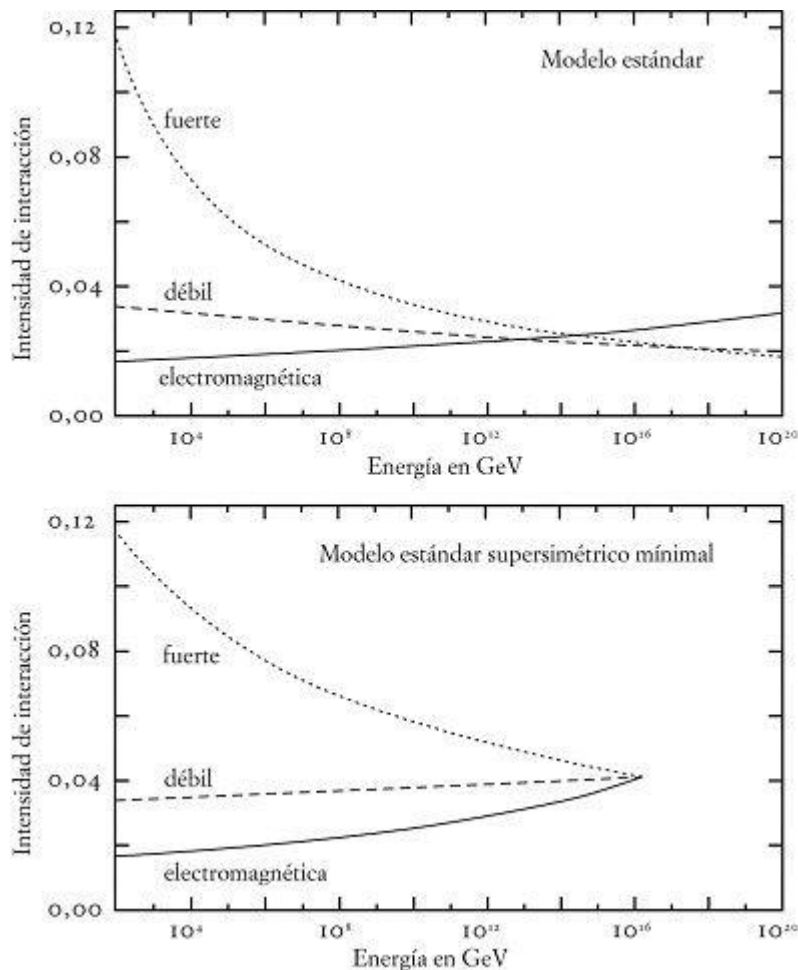 Intensidad de interacción
0,12
0,08
0,04
0,00
Modelo estándar
fuerte
débil
electromagnética
10⁴
10⁸
10¹²
10¹⁶
10²⁰
Energía en GeV
Intensidad de interacción
0,12
0,08
0,04
0,00
Modelo estándar supersimétrico mínimal
fuerte
débil
electromagnética
10⁴
10⁸
10¹²
10¹⁶
10²⁰
Energía en GeV